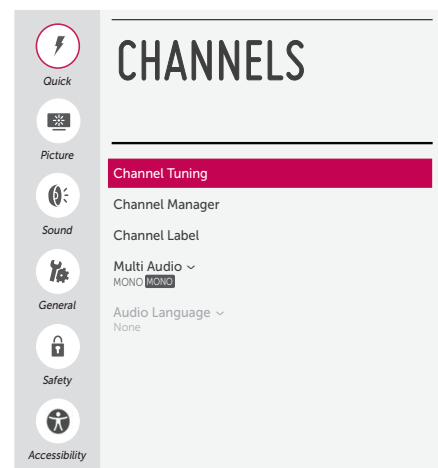 Quick
Picture
Sound
General
Safety
Accessibility
CHANNELS
Channel Tuning
Channel Manager
Channel Label
Multi Audio
MONO MONO
Audio Language
None